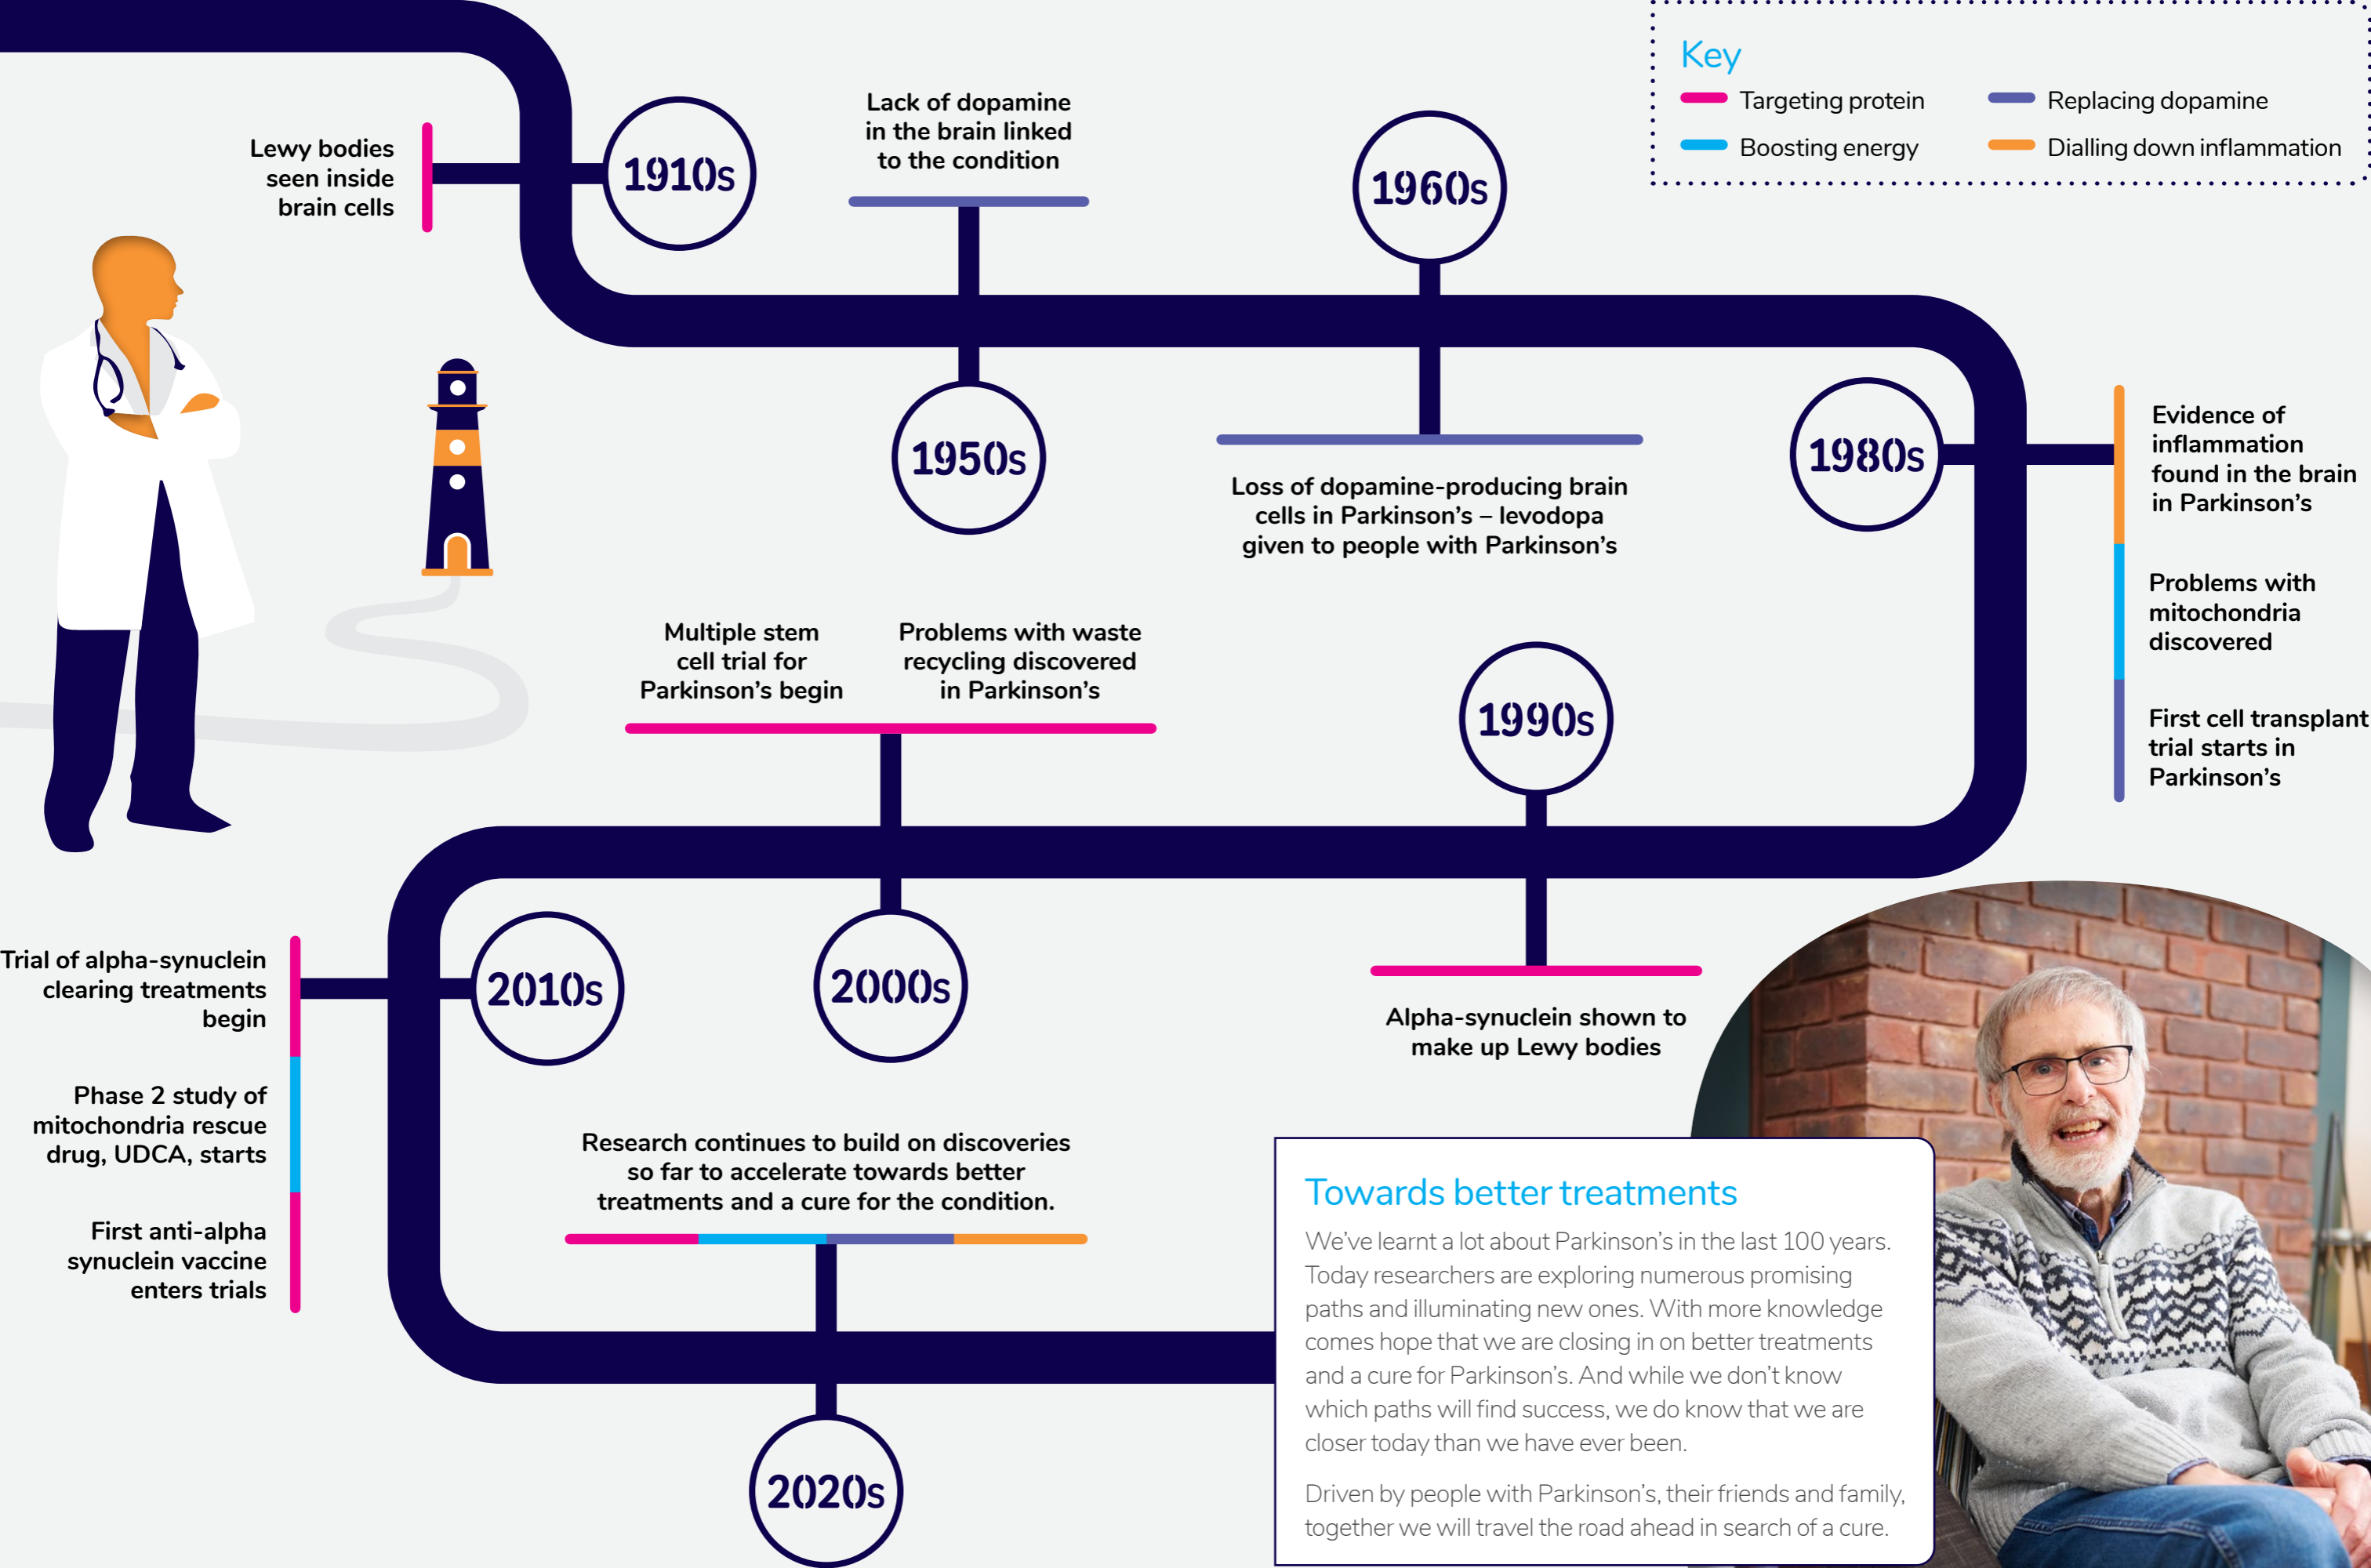 Key
Targeting protein
Replacing dopamine
Boosting energy
Dialling down inflammation
Lewy bodies
seen inside
brain cells
1910s
Lack of dopamine
in the brain linked
to the condition
1950s
1960s
Loss of dopamine-producing brain
cells in Parkinson’s – levodopa
given to people with Parkinson’s
1980s
Evidence of
inflammation
found in the brain
in Parkinson’s
Problems with
mitochondria
discovered
First cell transplant
trial starts in
Parkinson’s
1990s
Alpha-synuclein shown to
make up Lewy bodies
Multiple stem
cell trial for
Parkinson’s begin
Problems with waste
recycling discovered
in Parkinson’s
2000s
2010s
Trial of alpha-synuclein
clearing treatments
begin
Phase 2 study of
mitochondria rescue
drug, UDCA, starts
First anti-alpha
synuclein vaccine
enters trials
Research continues to build on discoveries
so far to accelerate towards better
treatments and a cure for the condition.
2020s
Towards better treatments
We’ve learnt a lot about Parkinson’s in the last 100 years.
Today researchers are exploring numerous promising
paths and illuminating new ones. With more knowledge
comes hope that we are closing in on better treatments
and a cure for Parkinson’s. And while we don’t know
which paths will find success, we do know that we are
closer today than we have ever been.
Driven by people with Parkinson’s, their friends and family,
together we will travel the road ahead in search of a cure.